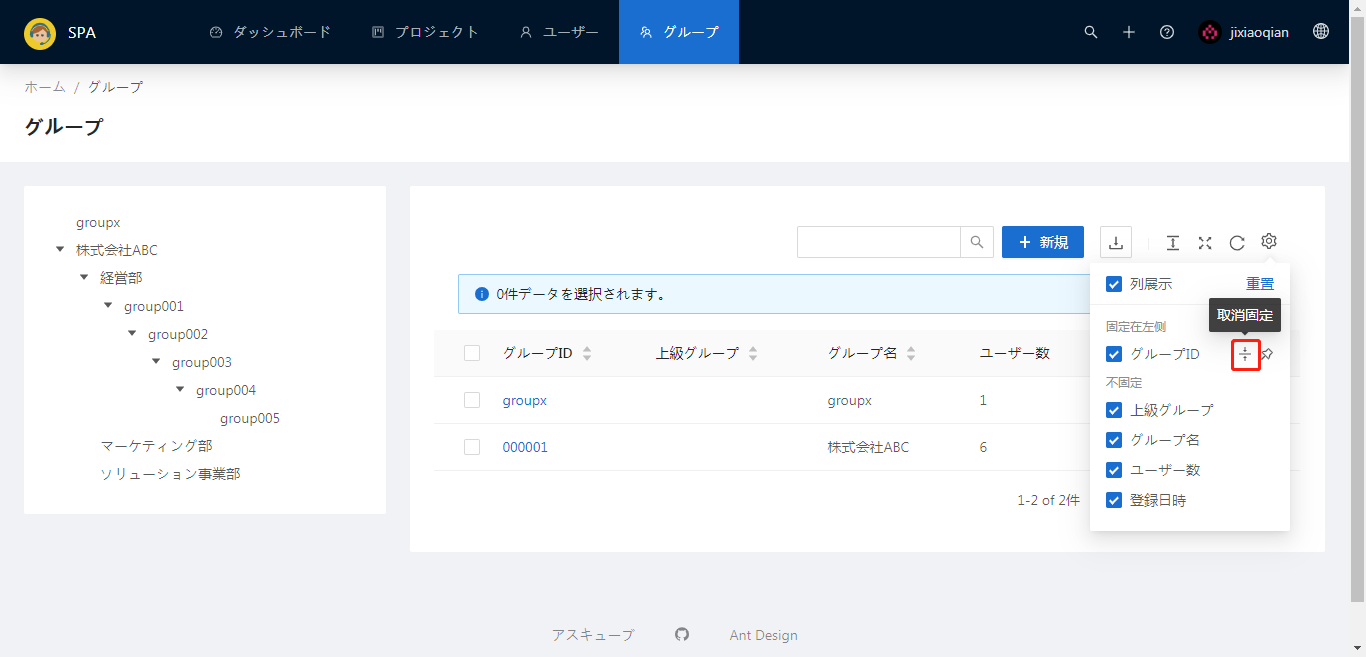 SPA ダッシュボード プロジェクト ユーザー グループ jixiaoqian
ホーム / グループ
グループ
groupx
株式会社ABC
経営部
group001
group002
group003
group004
group005
マーケティング部
ソリューション事業部
新規
0件データを選択されます。
グループID 上級グループ グループ名 ユーザー数
groupx groupx 1
000001 株式会社ABC 6
1-2 of 2件
列展示 重置
取消固定
固定在左侧
グループID
不固定
上級グループ
グループ名
ユーザー数
登録日時
アスキューブ Ant Design